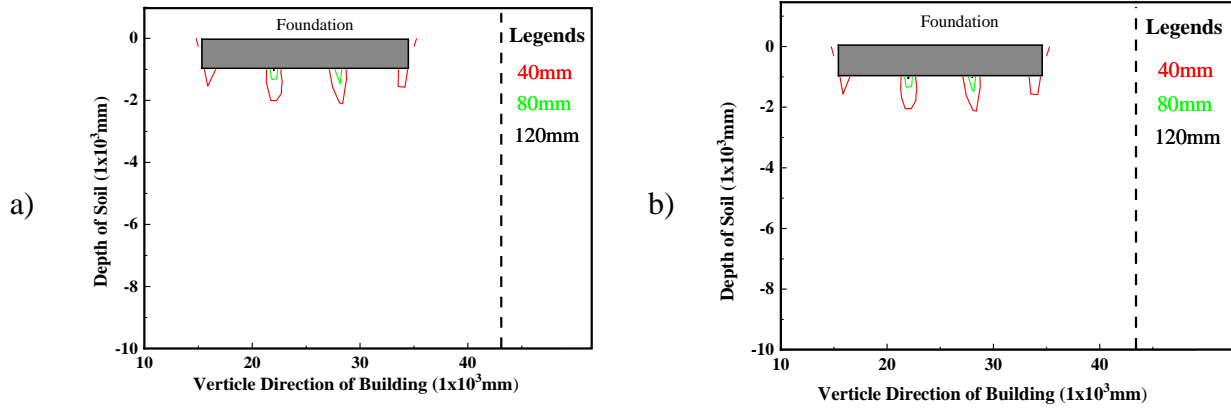 a)
Foundation
Legends
40mm
80mm
120mm
0
-2
-4
-6
-8
-10
Depth of Soil (1x10³mm)
10 20 30 40
Verticle Direction of Building (1x10³mm)
b)
Foundation
Legends
40mm
80mm
120mm
0
-2
-4
-6
-8
-10
Depth of Soil (1x10³mm)
10 20 30 40
Verticle Direction of Building (1x10³mm)